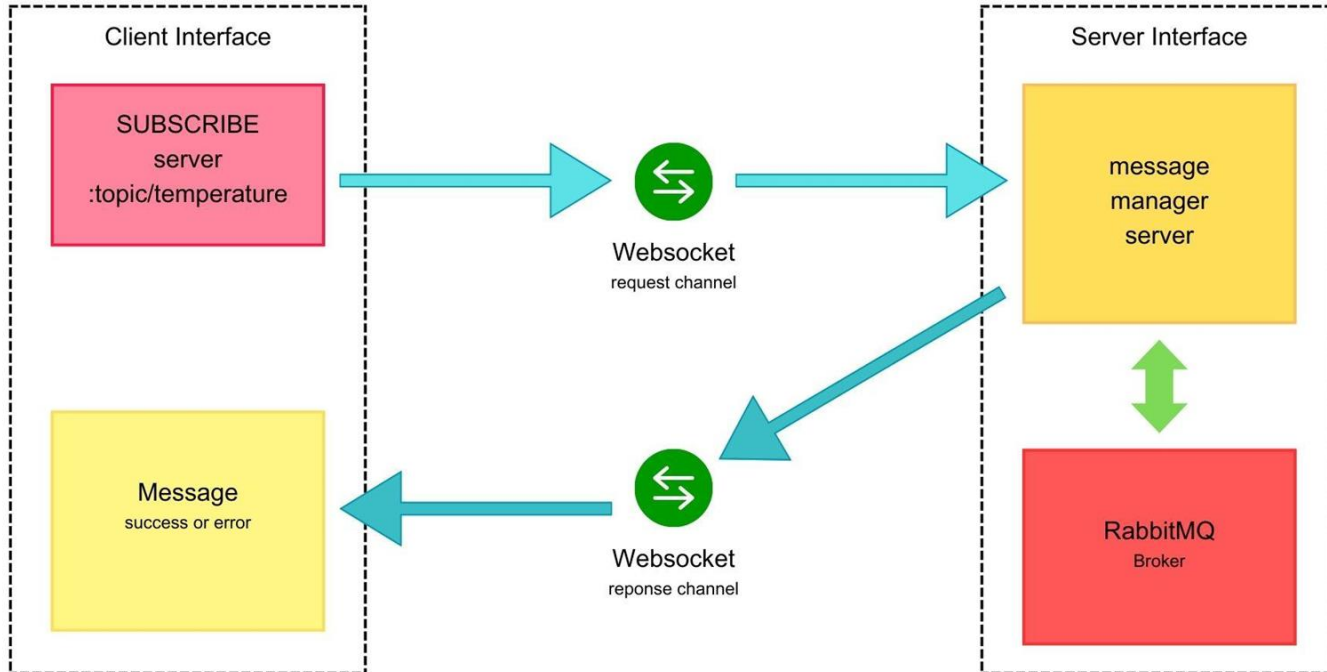 Client Interface
SUBSCRIBE
server
:topic/temperature
Websocket
request channel
Server Interface
message
manager
server
Message
success or error
Websocket
reponse channel
RabbitMQ
Broker